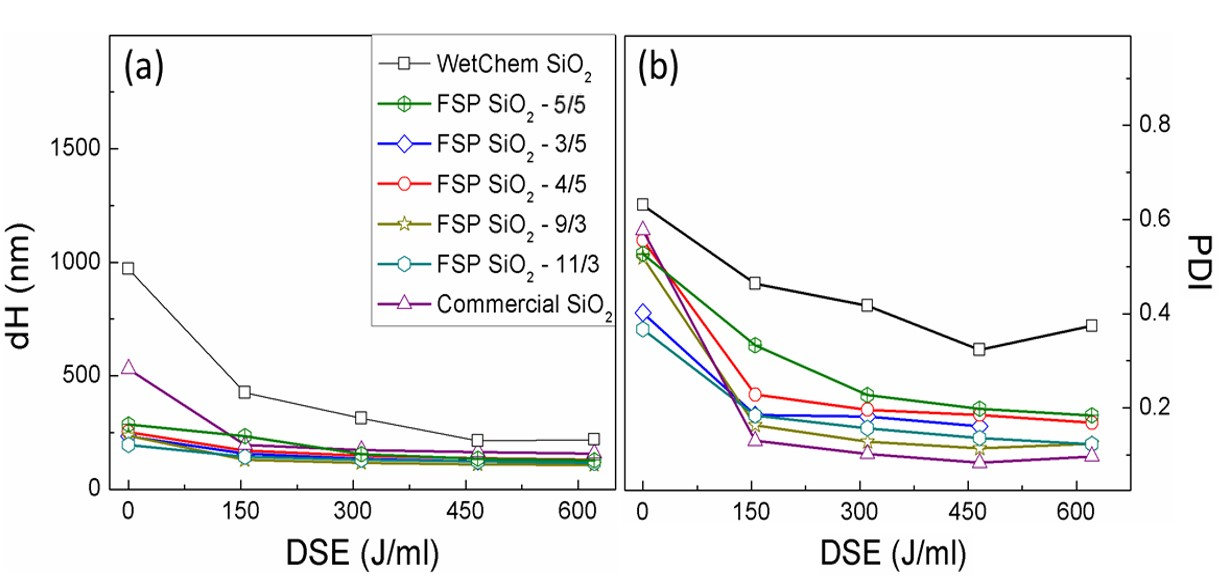 (a)
WetChem SiO₂
FSP SiO₂ - 5/5
FSP SiO₂ - 3/5
FSP SiO₂ - 4/5
FSP SiO₂ - 9/3
FSP SiO₂ - 11/3
Commercial SiO₂
1500
1000
500
0
dH (nm)
0 150 300 450 600
DSE (J/ml)
(b)
0.8
0.6
0.4
0.2
PDI
0 150 300 450 600
DSE (J/ml)